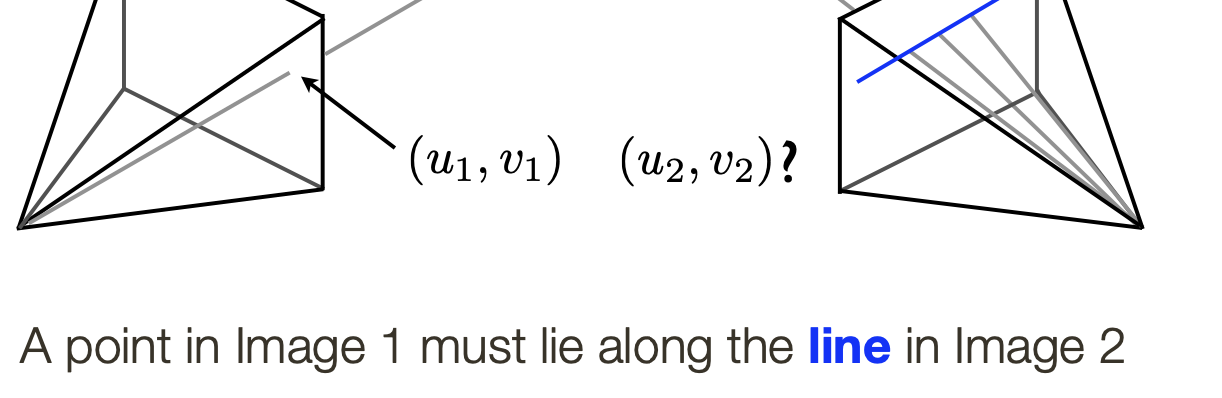 (u₁, v₁) (u₂, v₂)?
A point in Image 1 must lie along the line in Image 2